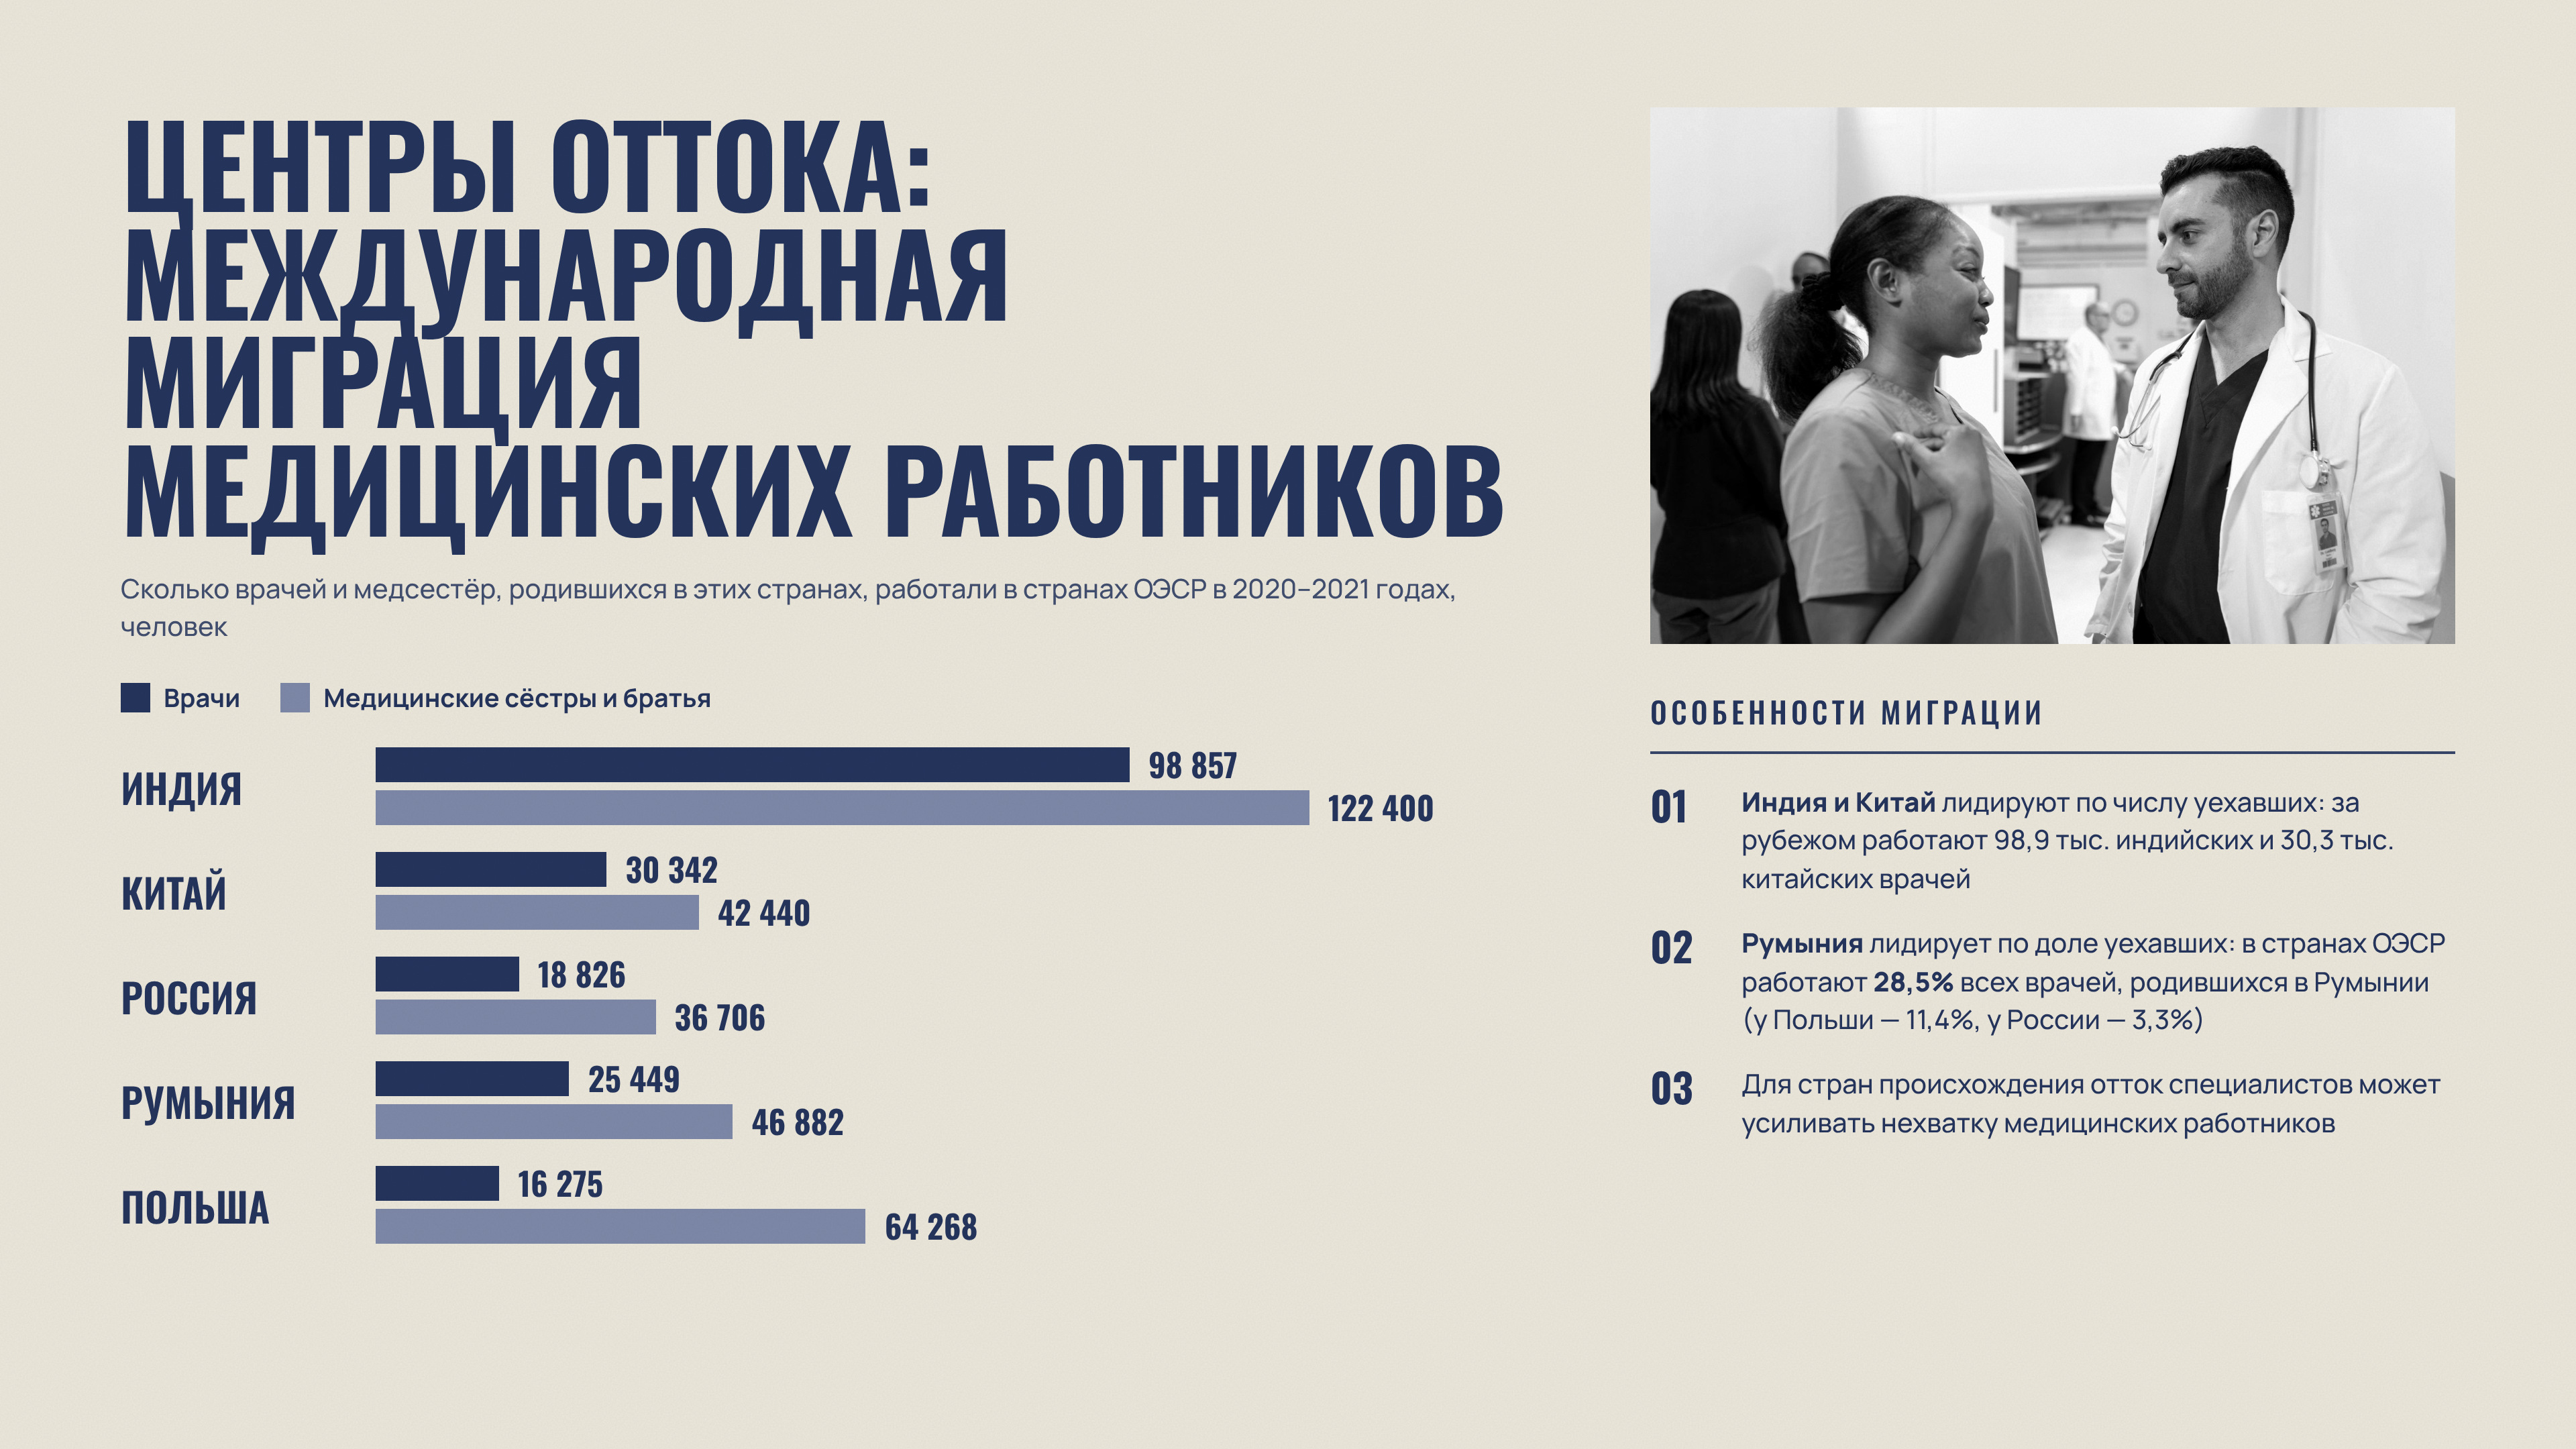 ЦЕНТРЫ ОТТОКА:
МЕЖДУНАРОДНАЯ
МИГРАЦИЯ
МЕДИЦИНСКИХ РАБОТНИКОВ
Сколько врачей и медсестёр, родившихся в этих странах, работали в странах ОЭСР в 2020–2021 годах,
человек
Врачи
Медицинские сёстры и братья
ИНДИЯ
98 857
122 400
КИТАЙ
30 342
42 440
РОССИЯ
18 826
36 706
РУМЫНИЯ
25 449
46 882
ПОЛЬША
16 275
64 268
ОСОБЕННОСТИ МИГРАЦИИ
01
Индия и Китай лидируют по числу уехавших: за
рубежом работают 98,9 тыс. индийских и 30,3 тыс.
китайских врачей
02
Румыния лидирует по доле уехавших: в странах ОЭСР
работают 28,5% всех врачей, родившихся в Румынии
(у Польши — 11,4%, у России — 3,3%)
03
Для стран происхождения отток специалистов может
усиливать нехватку медицинских работников